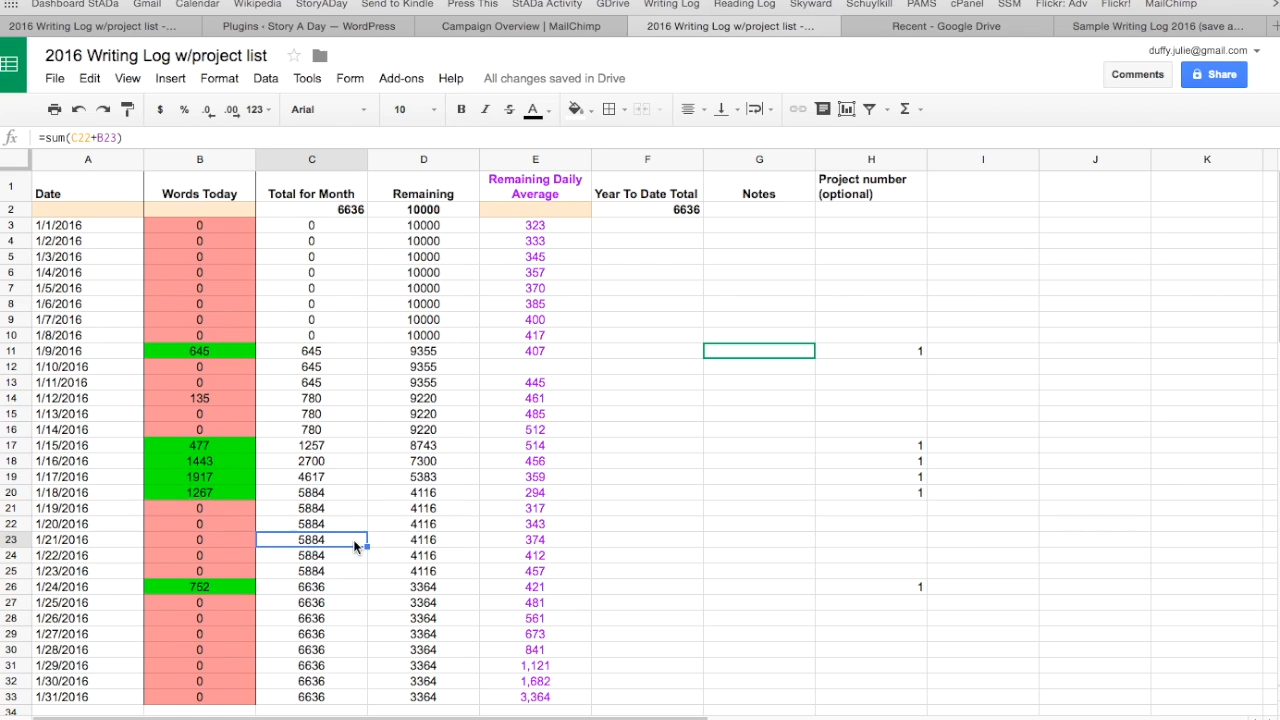 Dashboard StADa Gmail Calendar Wikipedia StoryADay Send to Kindle Press This StADa Activity GDrive Writing Log Reading Log Skyward Schuylkill PAMS cPanel SSM Flickr: Adv Flickr! MailChimp
2016 Writing Log w/project list -... Plugins ‹ Story A Day — WordPress Campaign Overview | MailChimp 2016 Writing Log w/project list -... Recent - Google Drive Sample Writing Log 2016 (save a...
duffy.julie@gmail.com
2016 Writing Log w/project list
File Edit View Insert Format Data Tools Form Add-ons Help All changes saved in Drive
Comments Share
$ % .0 .00 123 Arial 10 B I S A Σ
fx =sum(C22+B23)
A B C D E F G H I J K
1 Date Words Today Total for Month Remaining Remaining Daily Average Year To Date Total Notes Project number (optional)
2 6636 10000 6636
3 1/1/2016 0 0 10000 323
4 1/2/2016 0 0 10000 333
5 1/3/2016 0 0 10000 345
6 1/4/2016 0 0 10000 357
7 1/5/2016 0 0 10000 370
8 1/6/2016 0 0 10000 385
9 1/7/2016 0 0 10000 400
10 1/8/2016 0 0 10000 417
11 1/9/2016 645 645 9355 407 1
12 1/10/2016 0 645 9355
13 1/11/2016 0 645 9355 445
14 1/12/2016 135 780 9220 461
15 1/13/2016 0 780 9220 485
16 1/14/2016 0 780 9220 512
17 1/15/2016 477 1257 8743 514 1
18 1/16/2016 1443 2700 7300 456 1
19 1/17/2016 1917 4617 5383 359 1
20 1/18/2016 1267 5884 4116 294 1
21 1/19/2016 0 5884 4116 317
22 1/20/2016 0 5884 4116 343
23 1/21/2016 0 5884 4116 374
24 1/22/2016 0 5884 4116 412
25 1/23/2016 0 5884 4116 457
26 1/24/2016 752 6636 3364 421 1
27 1/25/2016 0 6636 3364 481
28 1/26/2016 0 6636 3364 561
29 1/27/2016 0 6636 3364 673
30 1/28/2016 0 6636 3364 841
31 1/29/2016 0 6636 3364 1,121
32 1/30/2016 0 6636 3364 1,682
33 1/31/2016 0 6636 3364 3,364
34